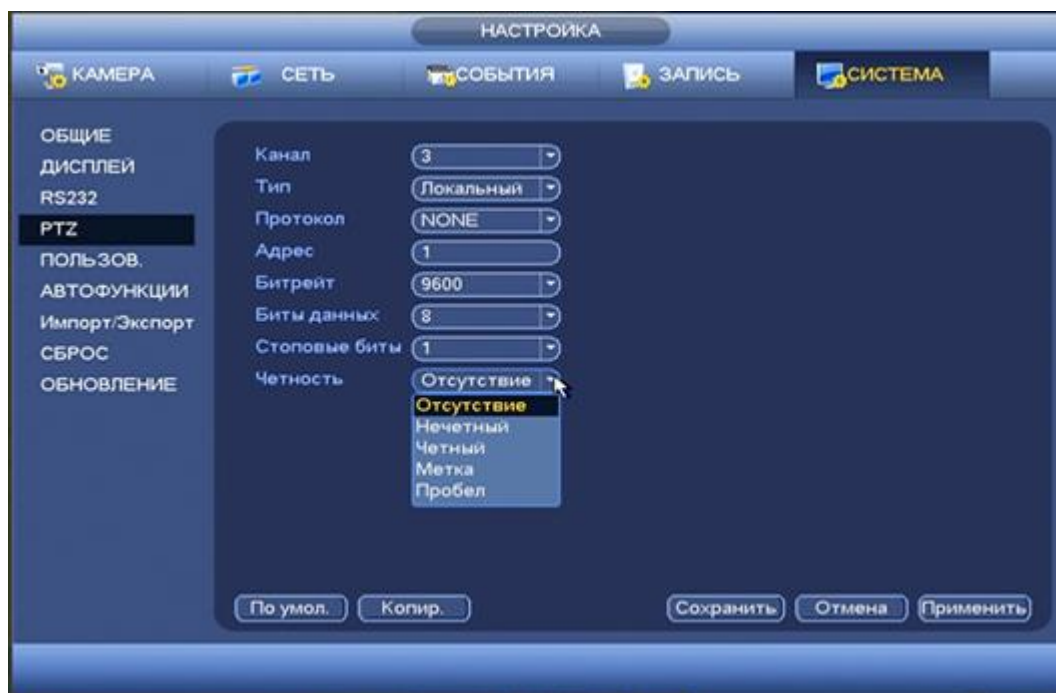 НАСТРОЙКА
КАМЕРА СЕТЬ СОБЫТИЯ ЗАПИСЬ СИСТЕМА
ОБЩИЕ
ДИСПЛЕЙ
RS232
PTZ
ПОЛЬЗОВ.
АВТОФУНКЦИИ
Импорт/Экспорт
СБРОС
ОБНОВЛЕНИЕ
Канал 3
Тип Локальный
Протокол NONE
Адрес 1
Битрейт 9600
Биты данных 8
Стоповые биты 1
Четность Отсутствие
Отсутствие
Нечетный
Четный
Метка
Пробел
По умол. Копир. Сохранить Отмена Применить